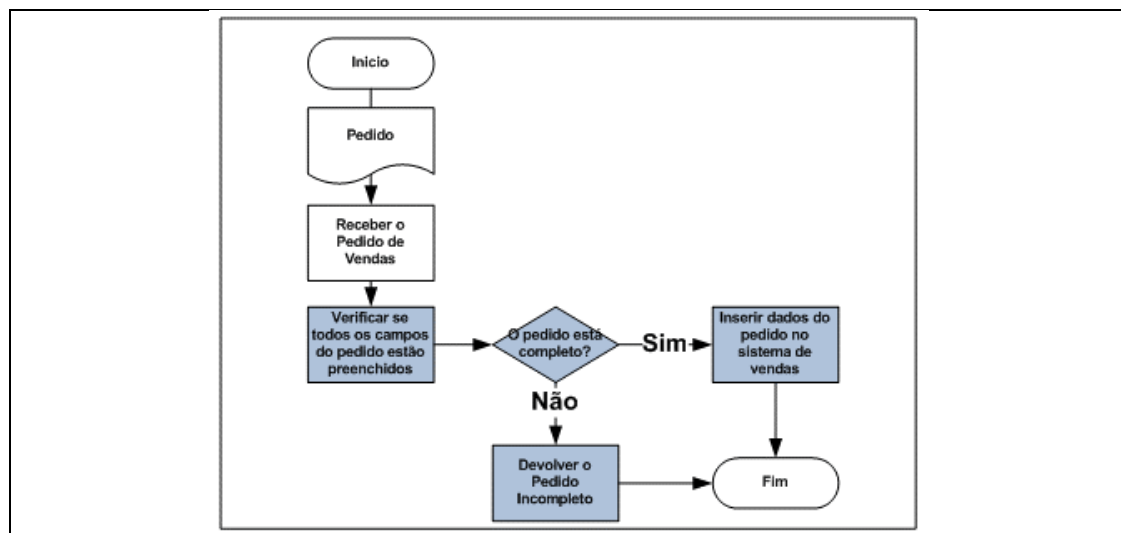 Inicio
Pedido
Receber o
Pedido de
Vendas
Verificar se
todos os campos
do pedido estão
preenchidos
O pedido está
completo?
Sim
Inserir dados do
pedido no
sistema de
vendas
Não
Devolver o
Pedido
Incompleto
Fim